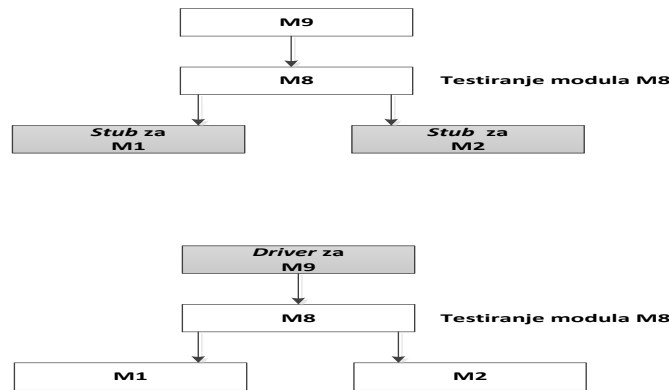 M9
M8
Testiranje modula M8
Stub za
M1
Stub za
M2
Driver za
M9
M8
Testiranje modula M8
M1
M2